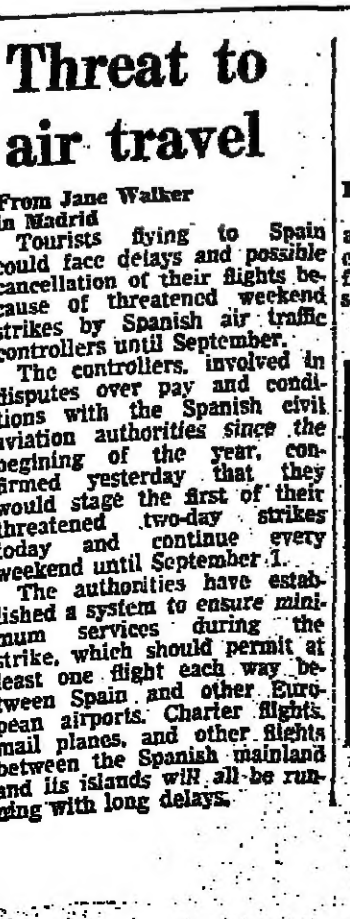 Threat to
air travel
From Jane Walker
in Madrid
Tourists flying to Spain
could face delays and possible
cancellation of their flights be-
cause of threatened weekend
strikes by Spanish air traffic
controllers until September.
The controllers, involved in
disputes over pay and condi-
tions with the Spanish civil
aviation authorities since the
begining of the year, con-
firmed yesterday that they
would stage the first of their
threatened two-day strikes
today and continue every
weekend until September 1.
The authorities have estab-
lished a system to ensure mini-
mum services during the
strike, which should permit at
least one flight each way be-
tween Spain and other Euro-
pean airports. Charter flights,
mail planes, and other flights
between the Spanish mainland
and its islands will all be run-
ning with long delays.